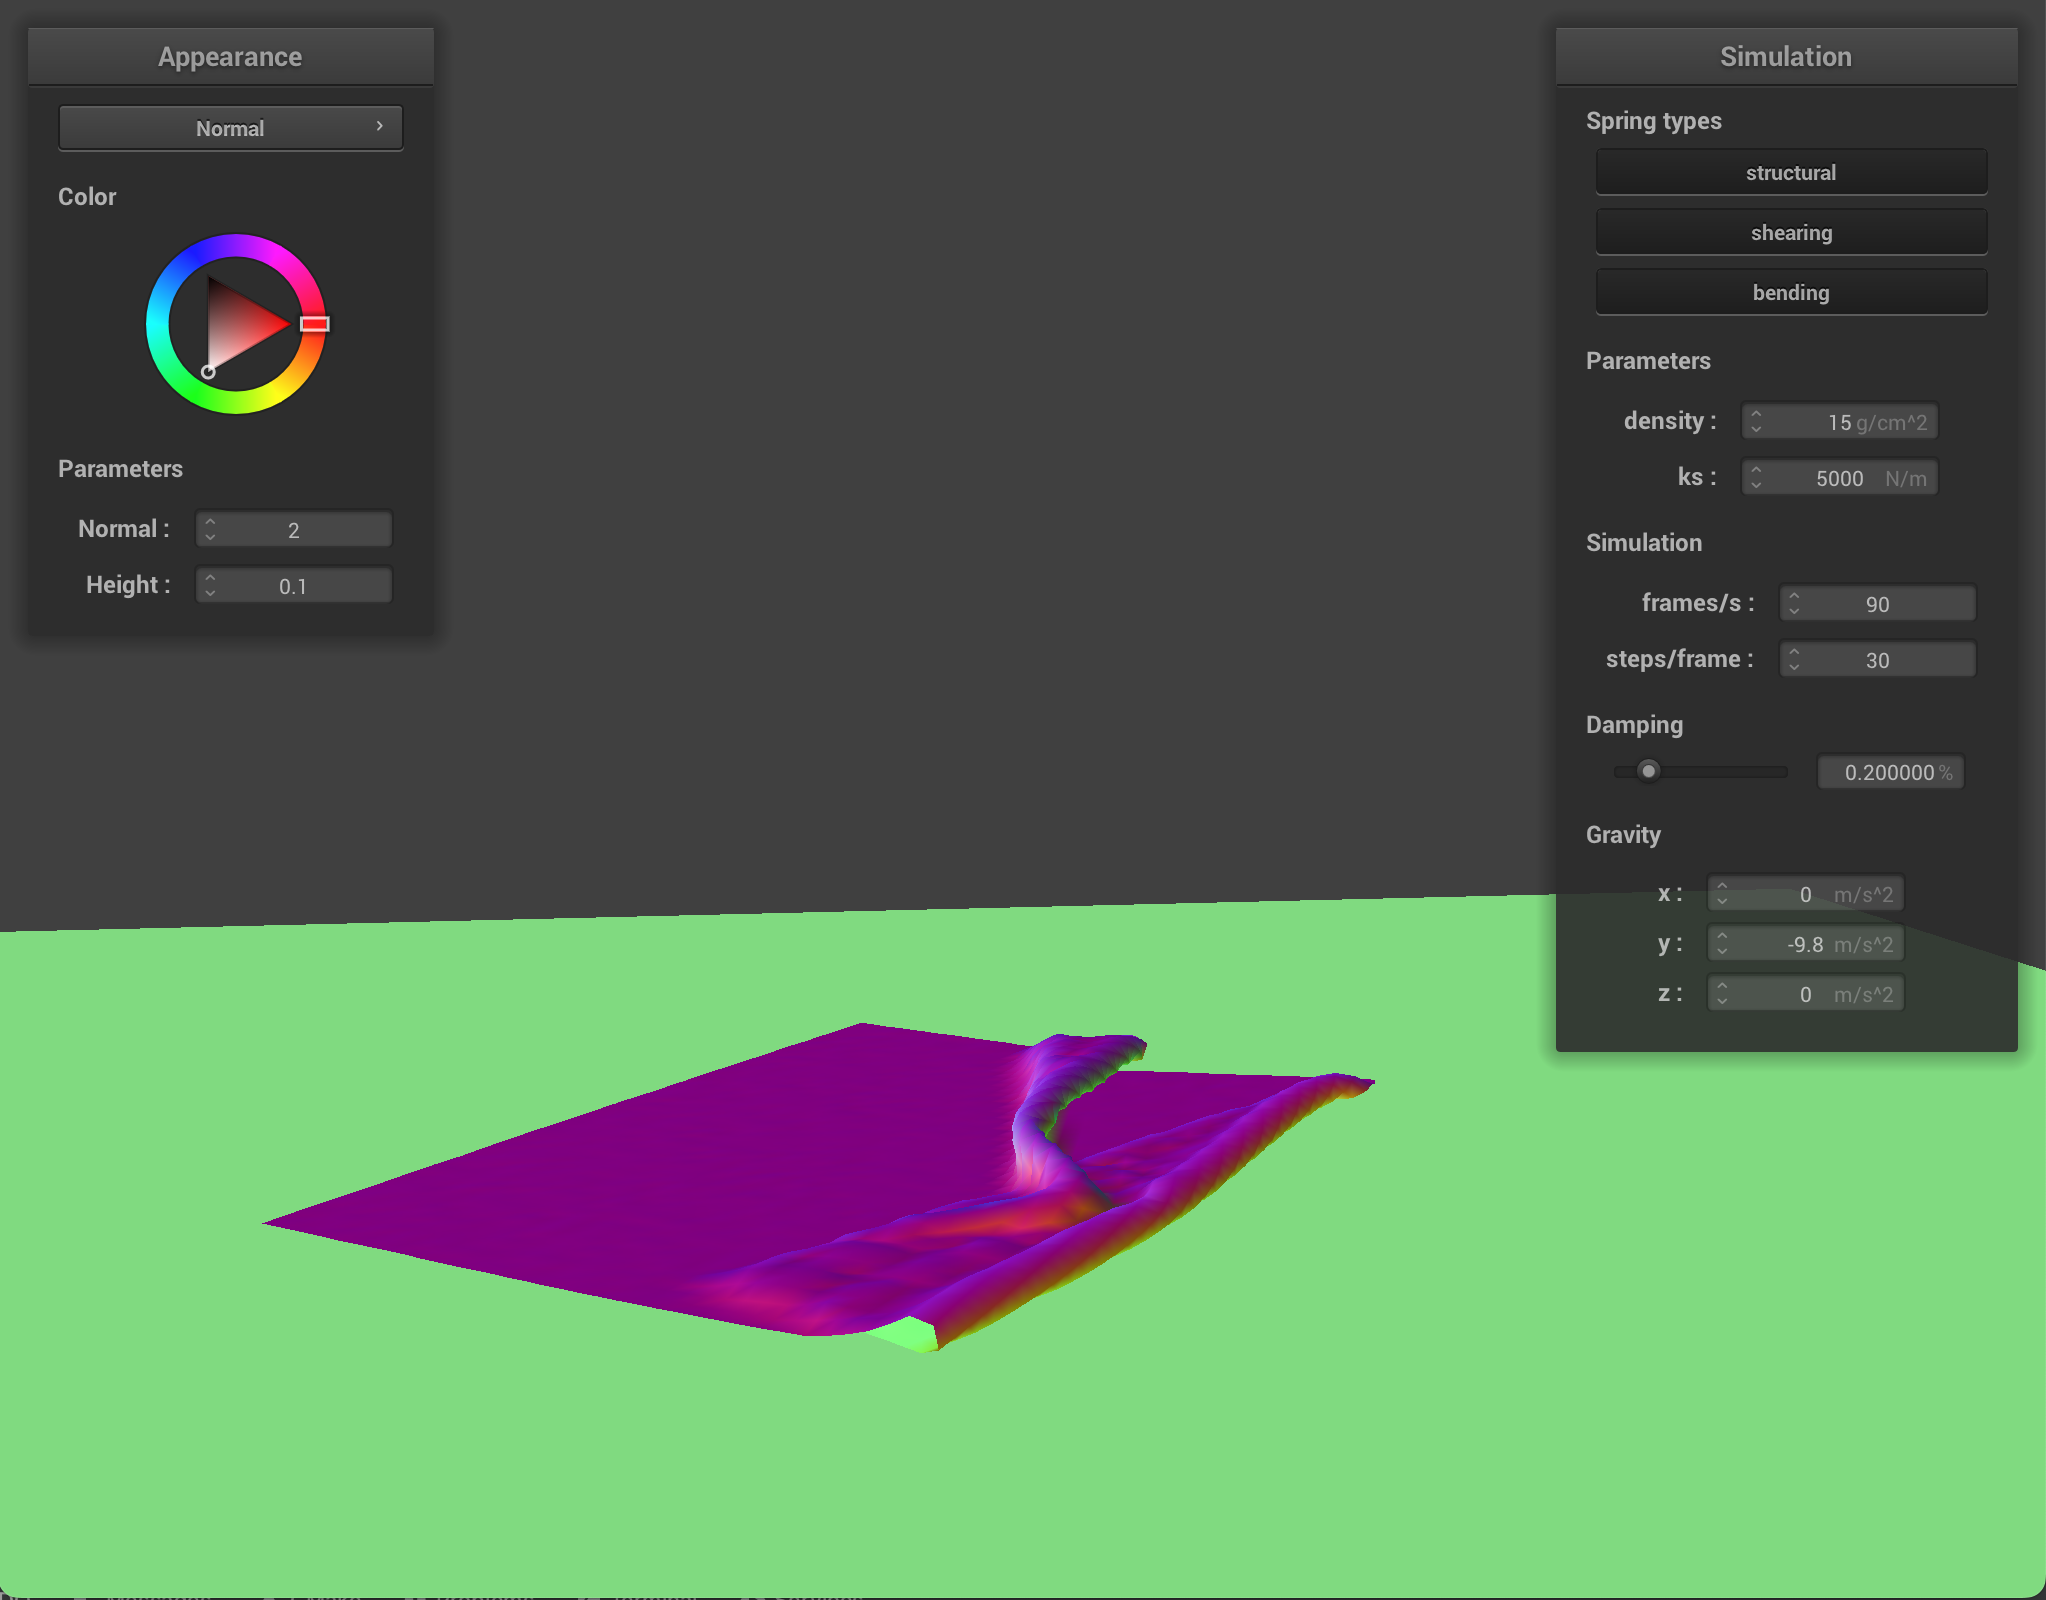 Appearance
Normal
Color
Parameters
Normal : 2
Height : 0.1
Simulation
Spring types
structural
shearing
bending
Parameters
density : 15 g/cm^2
ks : 5000 N/m
Simulation
frames/s : 90
steps/frame : 30
Damping
0.200000 %
Gravity
x : 0 m/s^2
y : -9.8 m/s^2
z : 0 m/s^2